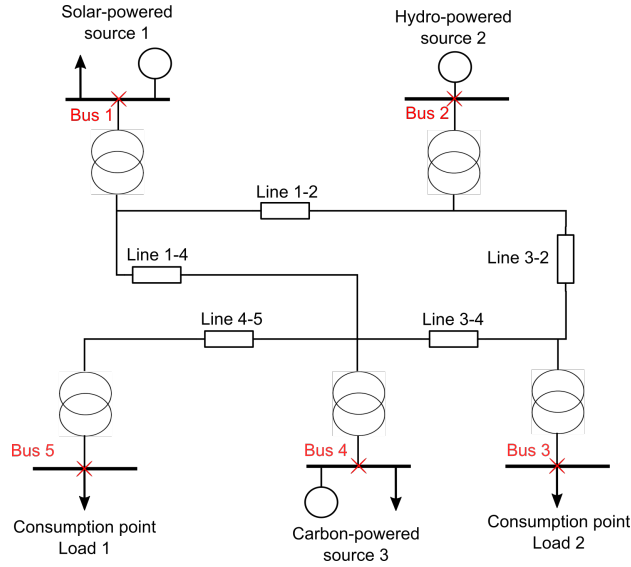 Solar-powered
source 1
Hydro-powered
source 2
Bus 1
Bus 2
Line 1-2
Line 1-4
Line 3-2
Line 4-5
Line 3-4
Bus 5
Bus 4
Bus 3
Consumption point
Load 1
Carbon-powered
source 3
Consumption point
Load 2